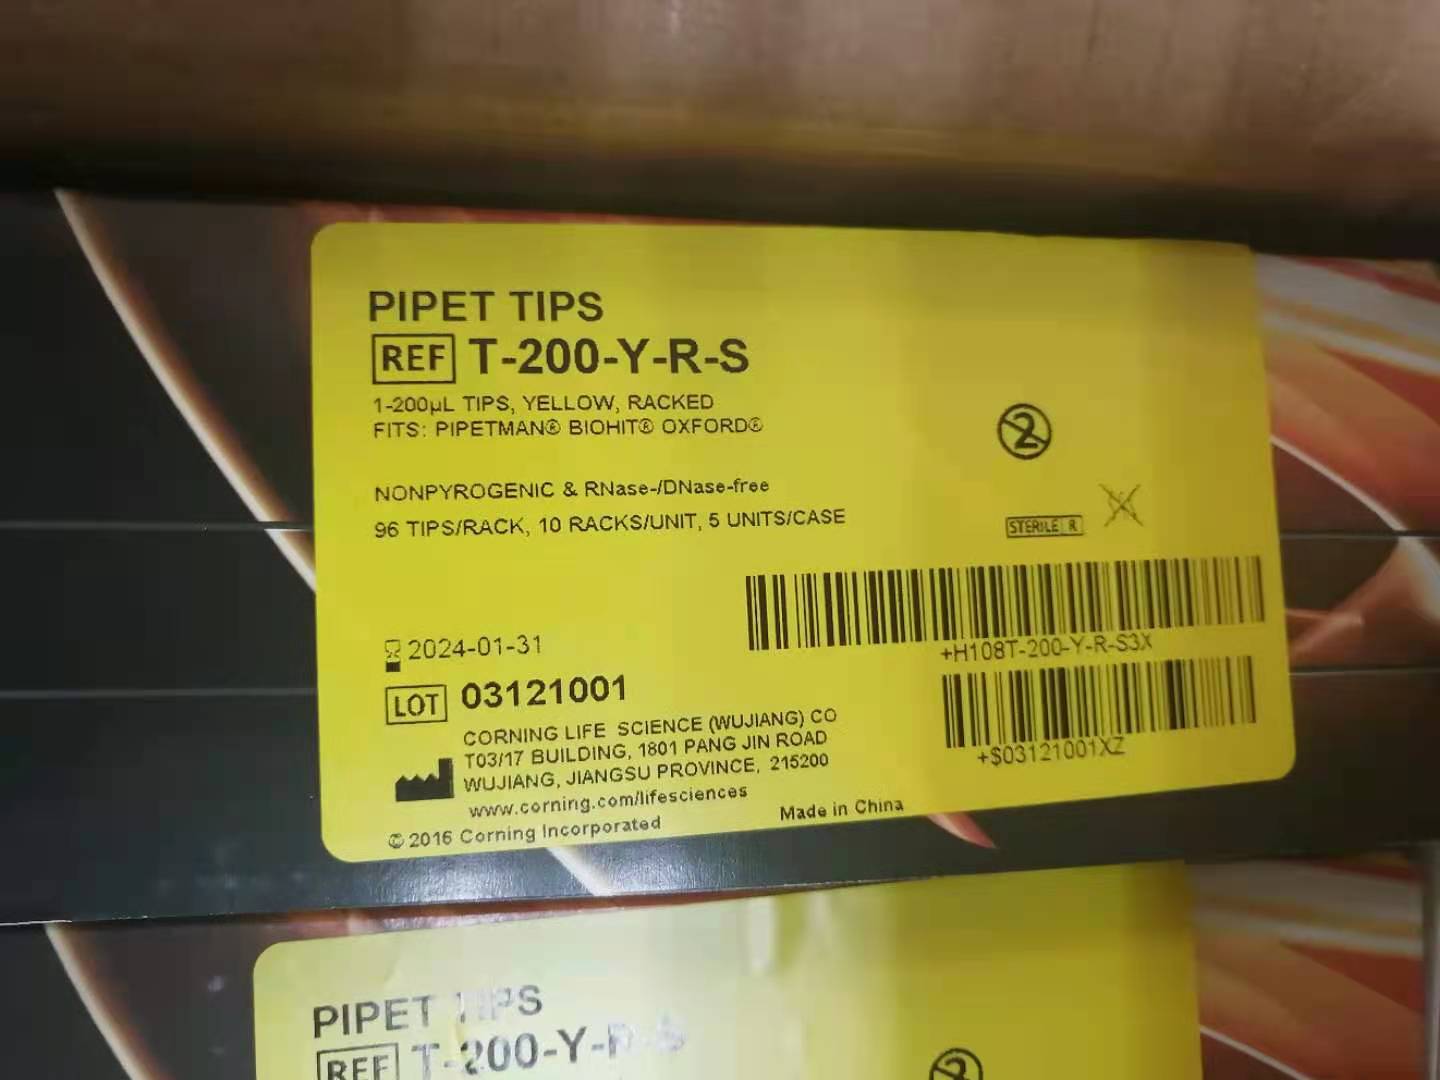 PIPET TIPS
REF T-200-Y-R-S
1-200µL TIPS, YELLOW, RACKED
FITS: PIPETMAN® BIOHIT® OXFORD®
2
NONPYROGENIC & RNase-/DNase-free
96 TIPS/RACK, 10 RACKS/UNIT, 5 UNITS/CASE
STERILE R
+H108T-200-Y-R-S3X
2024-01-31
LOT 03121001
+$03121001XZ
CORNING LIFE SCIENCE (WUJIANG) CO
T03/17 BUILDING, 1801 PANG JIN ROAD
WUJIANG, JIANGSU PROVINCE, 215200
www.corning.com/lifesciences
Made in China
© 2016 Corning Incorporated
PIPET TIPS
REF T-200-Y-R-S
2